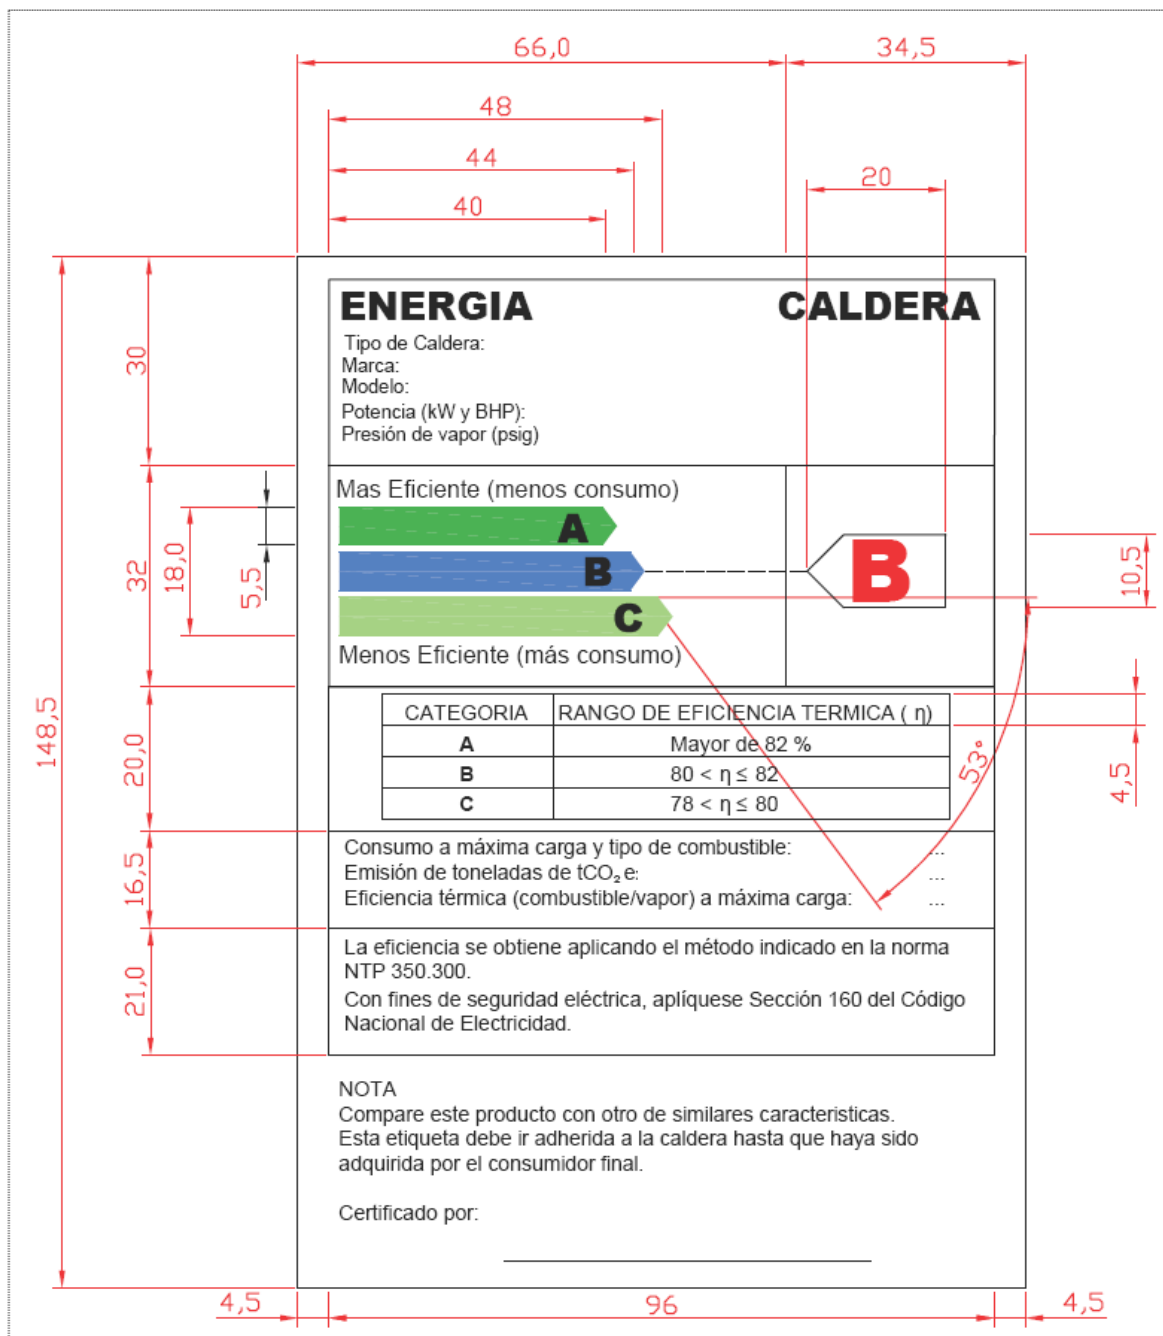 66,0
34,5
48
44
20
40
ENERGIA CALDERA
Tipo de Caldera:
Marca:
Modelo:
Potencia (kW y BHP):
Presión de vapor (psig)
30
Mas Eficiente (menos consumo)
A
B
C
B
Menos Eficiente (más consumo)
32
18,0
5,5
10,5
148,5
CATEGORIA RANGO DE EFICIENCIA TERMICA ( η)
A Mayor de 82 %
B 80 < η ≤ 82
C 78 < η ≤ 80
20,0
53°
4,5
Consumo a máxima carga y tipo de combustible: ...
Emisión de toneladas de tCO₂e: ...
Eficiencia térmica (combustible/vapor) a máxima carga: ...
16,5
La eficiencia se obtiene aplicando el método indicado en la norma
NTP 350.300.
Con fines de seguridad eléctrica, aplíquese Sección 160 del Código
Nacional de Electricidad.
21,0
NOTA
Compare este producto con otro de similares caracteristicas.
Esta etiqueta debe ir adherida a la caldera hasta que haya sido
adquirida por el consumidor final.
Certificado por:
4,5
96
4,5